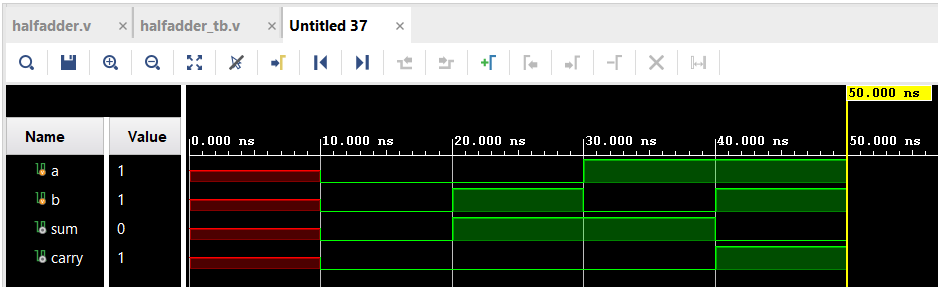 halfadder.v × halfadder_tb.v × Untitled 37 ×
50.000 ns
Name Value 0.000 ns 10.000 ns 20.000 ns 30.000 ns 40.000 ns 50.000 ns
a 1
b 1
sum 0
carry 1